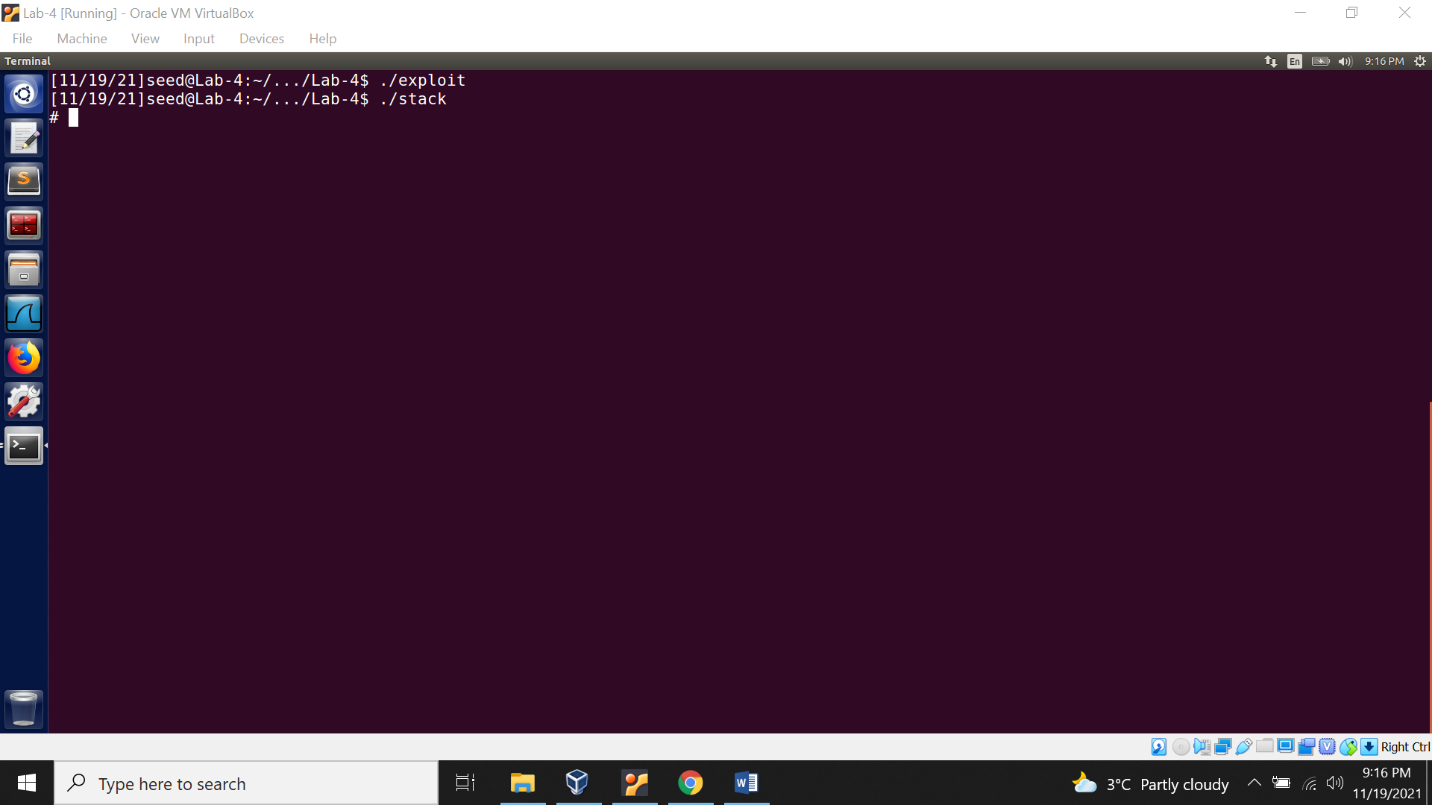 Lab-4 [Running] - Oracle VM VirtualBox
File Machine View Input Devices Help
Terminal En 9:16 PM
[11/19/21]seed@Lab-4:~/.../Lab-4$ ./exploit
[11/19/21]seed@Lab-4:~/.../Lab-4$ ./stack
#
Right Ctrl
Type here to search
3°C Partly cloudy
9:16 PM
11/19/2021